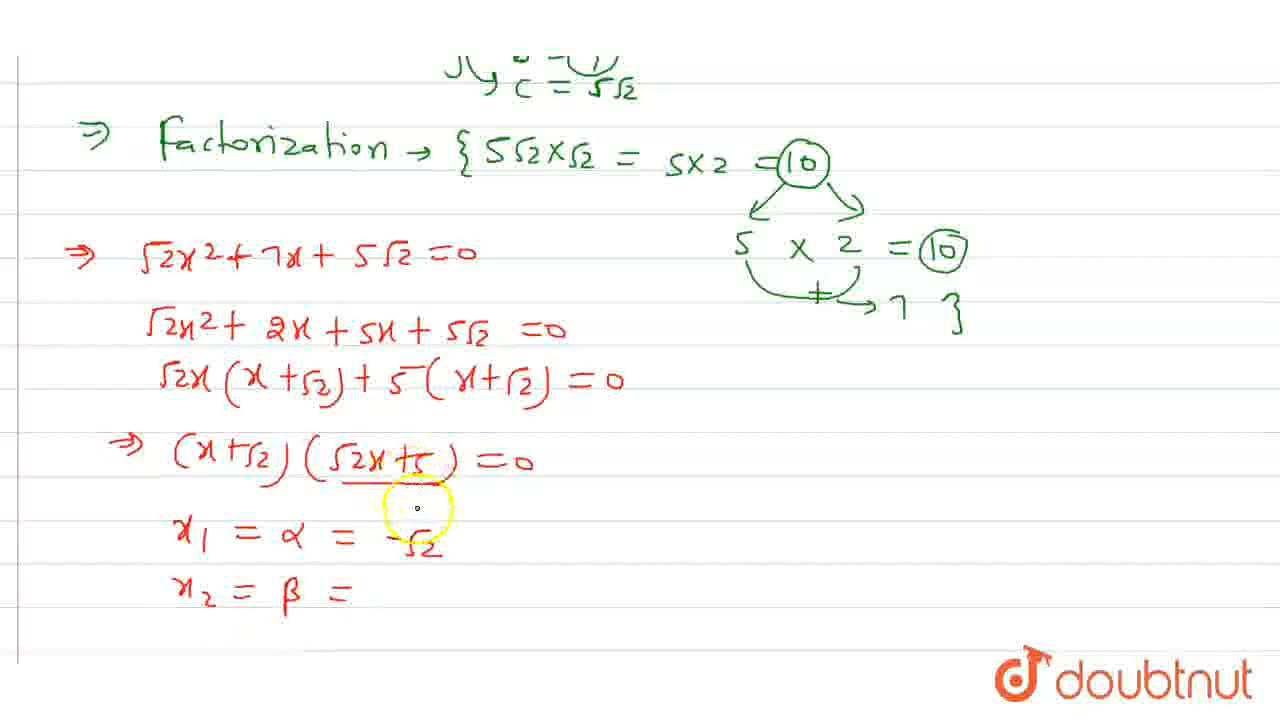 c = 5√2
⇒ Factorization → { 5√2×√2 = 5×2 = 10
5 × 2 = 10
+ → 7 }
⇒ √2x² + 7x + 5√2 = 0
√2x² + 2x + 5x + 5√2 = 0
√2x (x + √2) + 5 (x + √2) = 0
⇒ (x + √2) (√2x + 5) = 0
x₁ = α = -√2
x₂ = β =
doubtnut